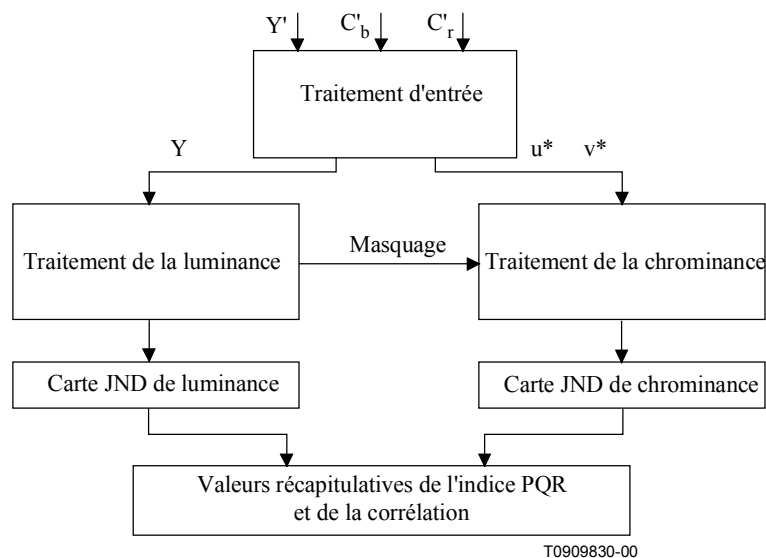 Y' C'b C'r
Traitement d'entrée
Y u* v*
Traitement de la luminance
Masquage
Traitement de la chrominance
Carte JND de luminance
Carte JND de chrominance
Valeurs récapitulatives de l'indice PQR
et de la corrélation
T0909830-00